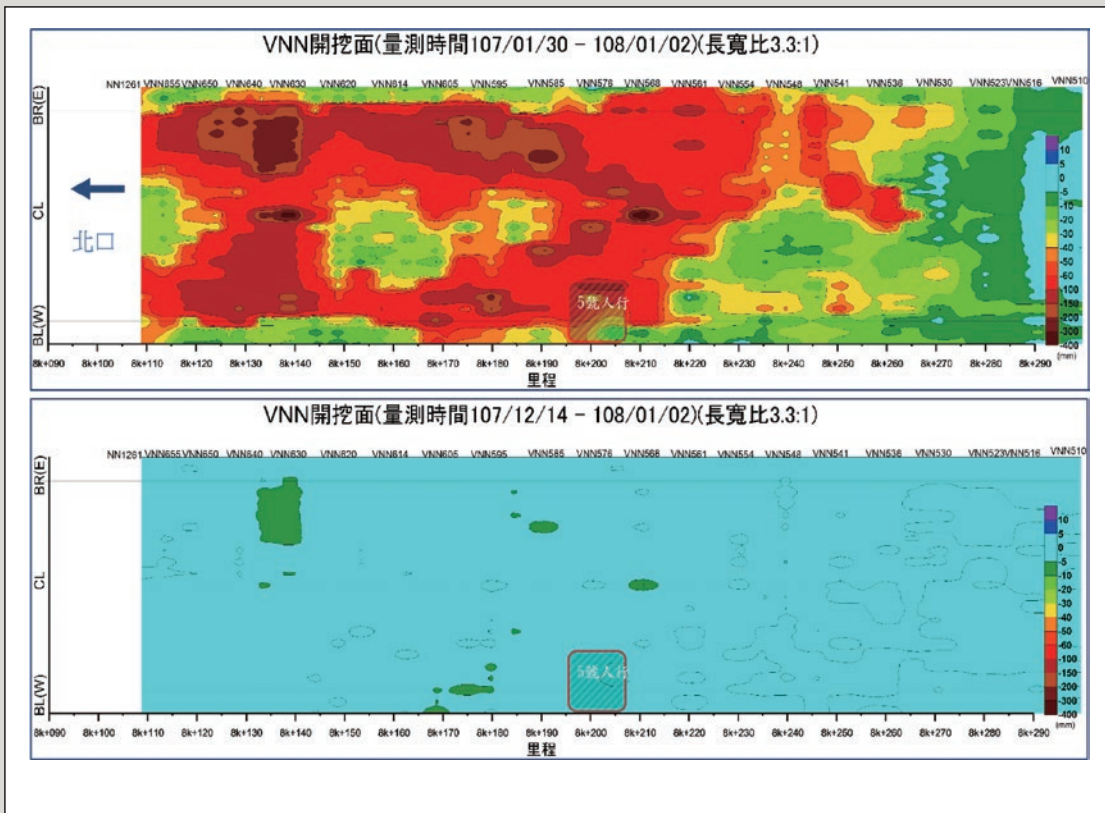 VNN開挖面(量測時間107/01/30 - 108/01/02)(長寬比3.3:1)
NN1261 VNN655 VNN650 VNN640 VNN630 VNN620 VNN614 VNN605 VNN595 VNN585 VNN576 VNN568 VNN561 VNN554 VNN548 VNN541 VNN536 VNN530 VNN523 VNN516 VNN510
BR(E)
CL
BL(W)
北口
5號人行
10
5
0
-5
-10
-20
-30
-40
-50
-60
-100
-150
-200
-300
-400
(mm)
8k+090 8k+100 8k+110 8k+120 8k+130 8k+140 8k+150 8k+160 8k+170 8k+180 8k+190 8k+200 8k+210 8k+220 8k+230 8k+240 8k+250 8k+260 8k+270 8k+280 8k+290
里程
VNN開挖面(量測時間107/12/14 - 108/01/02)(長寬比3.3:1)
NN1261 VNN655 VNN650 VNN640 VNN630 VNN620 VNN614 VNN605 VNN595 VNN585 VNN576 VNN568 VNN561 VNN554 VNN548 VNN541 VNN536 VNN530 VNN523 VNN516 VNN510
BR(E)
CL
BL(W)
5號人行
10
5
0
-5
-10
-20
-30
-40
-50
-60
-100
-150
-200
-300
-400
(mm)
8k+090 8k+100 8k+110 8k+120 8k+130 8k+140 8k+150 8k+160 8k+170 8k+180 8k+190 8k+200 8k+210 8k+220 8k+230 8k+240 8k+250 8k+260 8k+270 8k+280 8k+290
里程